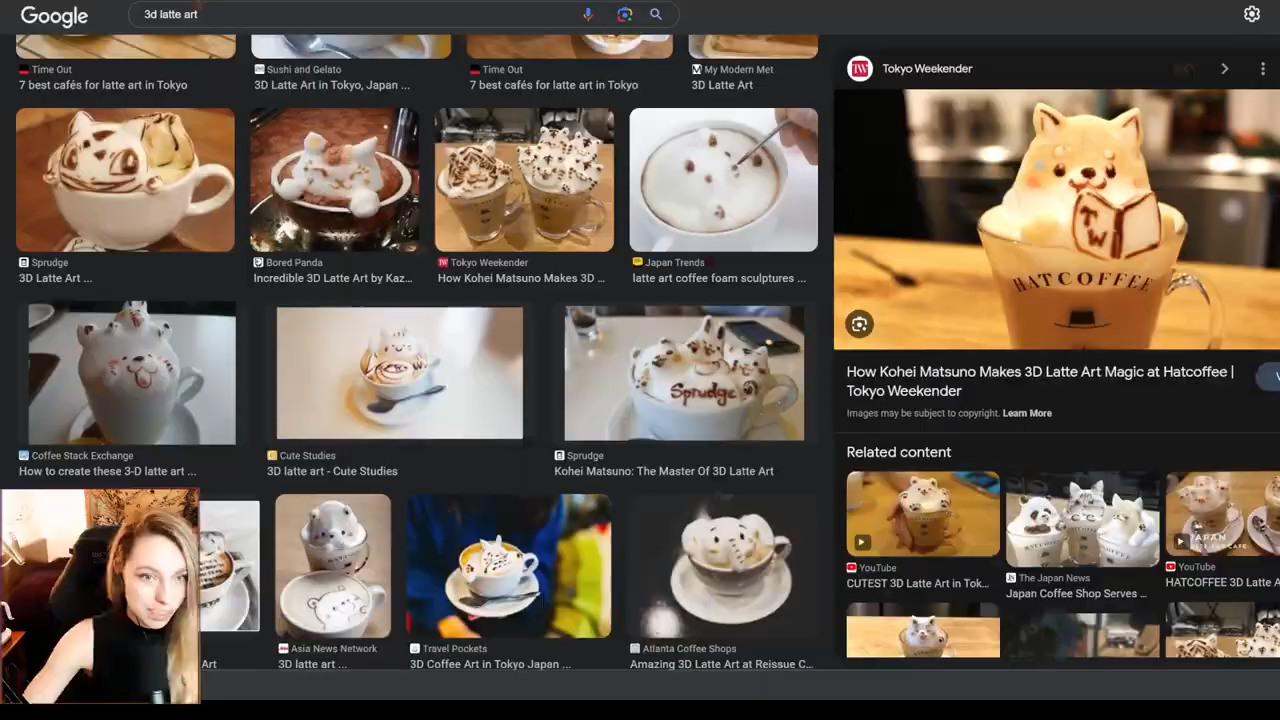 Google
3d latte art
Time Out
7 best cafés for latte art in Tokyo
Sushi and Gelato
3D Latte Art in Tokyo, Japan ...
Time Out
7 best cafés for latte art in Tokyo
My Modern Met
3D Latte Art
Sprudge
3D Latte Art ...
Bored Panda
Incredible 3D Latte Art by Kaz...
Tokyo Weekender
How Kohei Matsuno Makes 3D ...
Japan Trends
latte art coffee foam sculptures ...
Coffee Stack Exchange
How to create these 3-D latte art ...
Cute Studies
3D latte art - Cute Studies
Sprudge
Sprudge
Kohei Matsuno: The Master Of 3D Latte Art
Art
Asia News Network
3D latte art ...
Travel Pockets
3D Coffee Art in Tokyo Japan ...
Atlanta Coffee Shops
Amazing 3D Latte Art at Reissue C...
TW
Tokyo Weekender
TW
HATCOFFEE
How Kohei Matsuno Makes 3D Latte Art Magic at Hatcoffee |
Tokyo Weekender
Images may be subject to copyright. Learn More
Related content
YouTube
CUTEST 3D Latte Art in Tok...
The Japan News
Japan Coffee Shop Serves ...
JAPAN
YouTube
HATCOFFEE 3D Latte A